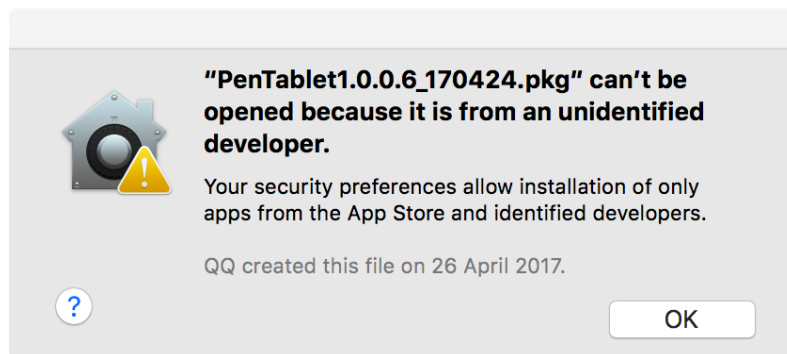 “PenTablet1.0.0.6_170424.pkg” can’t be
opened because it is from an unidentified
developer.
Your security preferences allow installation of only
apps from the App Store and identified developers.
QQ created this file on 26 April 2017.
?
OK